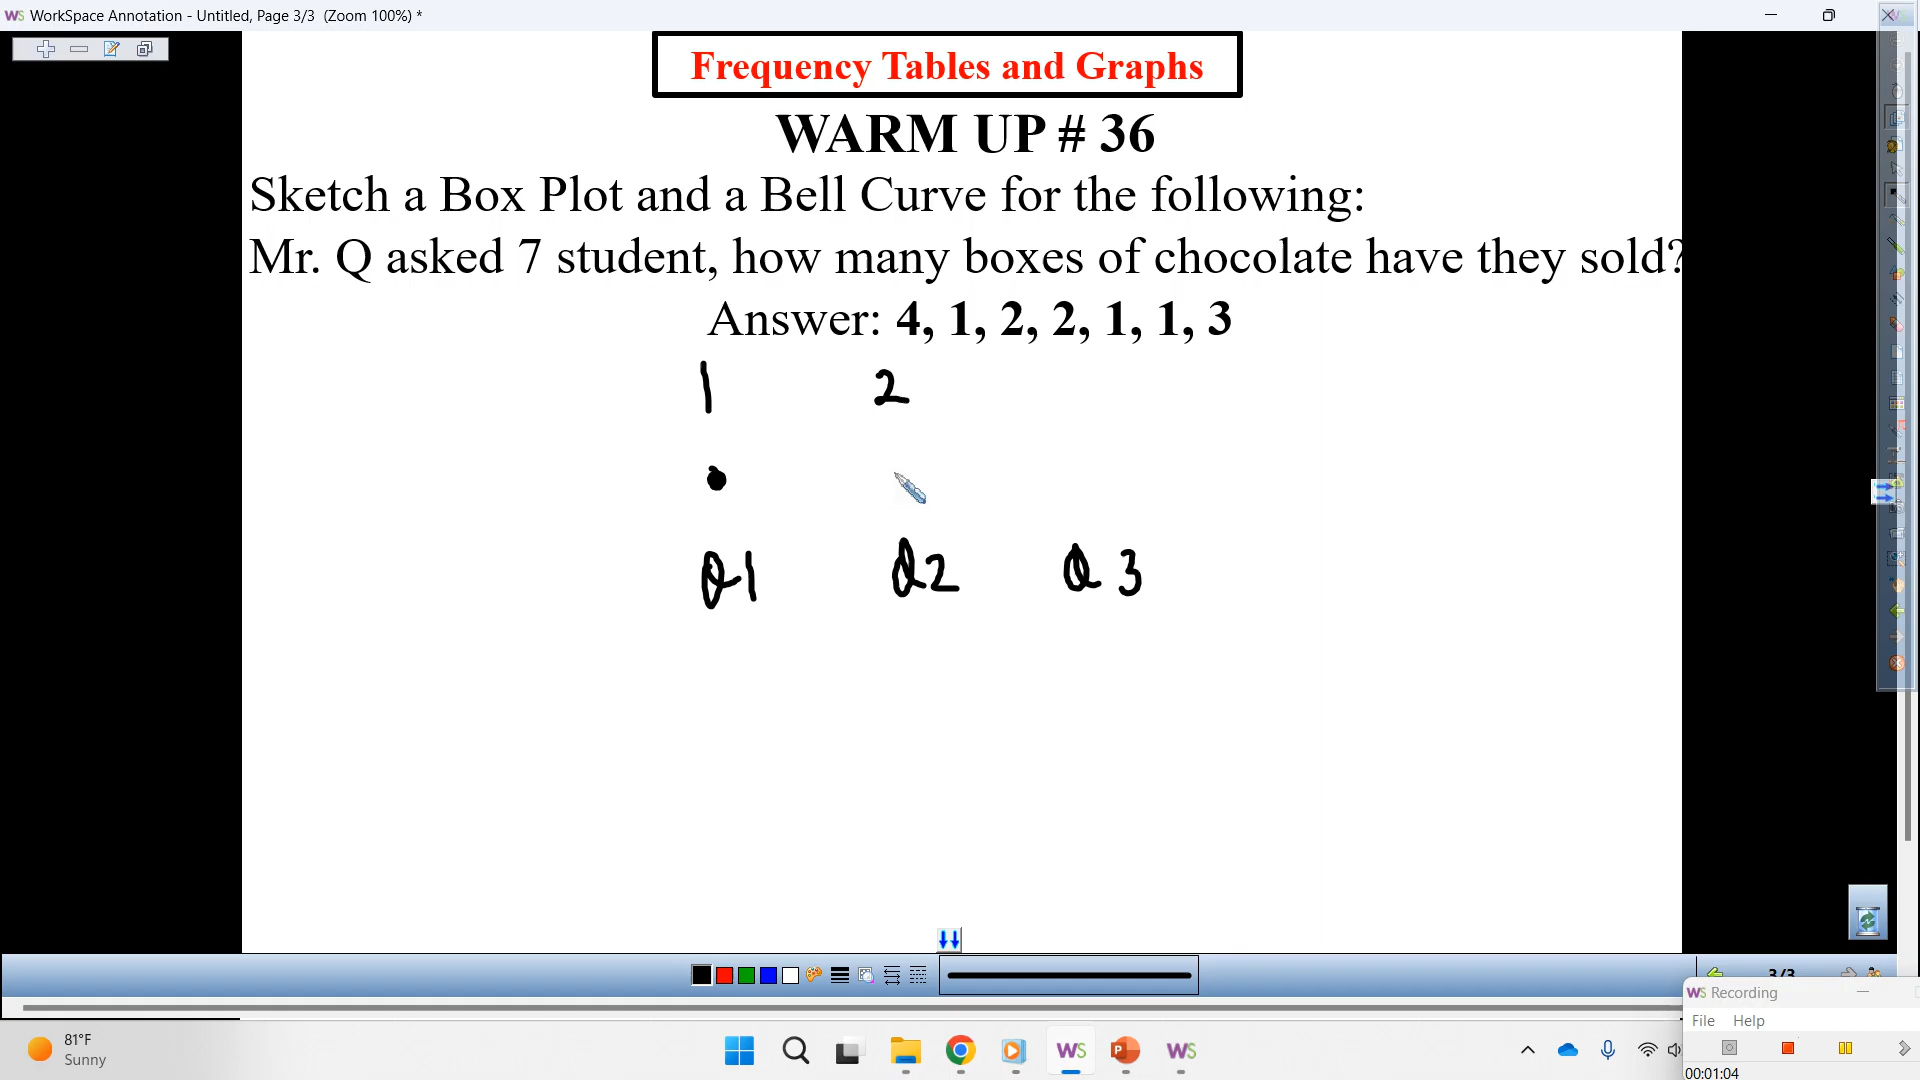 WS WorkSpace Annotation - Untitled, Page 3/3 (Zoom 100%) *
Frequency Tables and Graphs
WARM UP # 36
Sketch a Box Plot and a Bell Curve for the following:
Mr. Q asked 7 student, how many boxes of chocolate have they sold?
Answer: 4, 1, 2, 2, 1, 1, 3
1 2
Q1 Q2 Q3
3/3
WS Recording
File Help
81°F
Sunny
WS WS
00:01:04